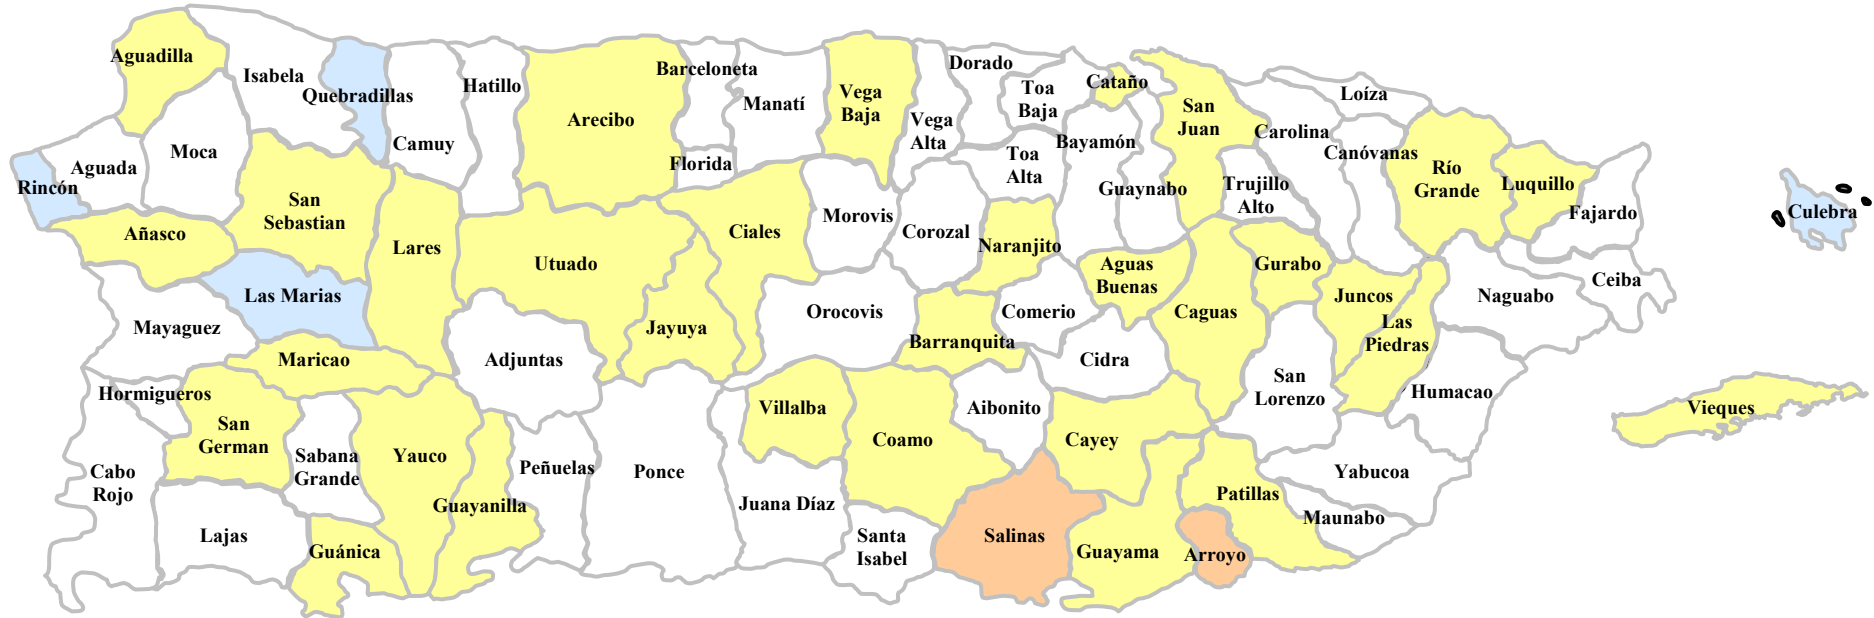 Aguadilla
Isabela
Quebradillas
Camuy
Hatillo
Arecibo
Barceloneta
Manatí
Vega
Baja
Vega
Alta
Dorado
Toa
Baja
Cataño
San
Juan
Carolina
Loíza
Canóvanas
Río
Grande
Luquillo
Fajardo
Culebra
Rincón
Aguada
Moca
San
Sebastian
Florida
Toa
Alta
Bayamón
Guaynabo
Trujillo
Alto
Añasco
Lares
Utuado
Ciales
Morovis
Corozal
Naranjito
Aguas
Buenas
Gurabo
Juncos
Las
Piedras
Naguabo
Ceiba
Las Marias
Mayaguez
Maricao
Adjuntas
Jayuya
Orocovis
Barranquita
Comerio
Cidra
Caguas
San
Lorenzo
Humacao
Vieques
Hormigueros
San
German
Sabana
Grande
Yauco
Guayanilla
Peñuelas
Ponce
Villalba
Coamo
Aibonito
Cayey
Yabucoa
Cabo
Rojo
Lajas
Guánica
Juana Díaz
Santa
Isabel
Salinas
Guayama
Arroyo
Patillas
Maunabo